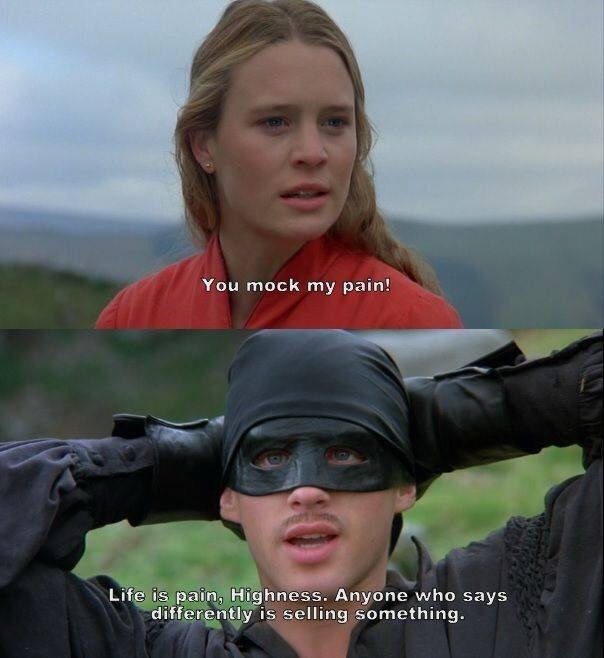 You mock my pain!
Life is pain, Highness. Anyone who says
differently is selling something.